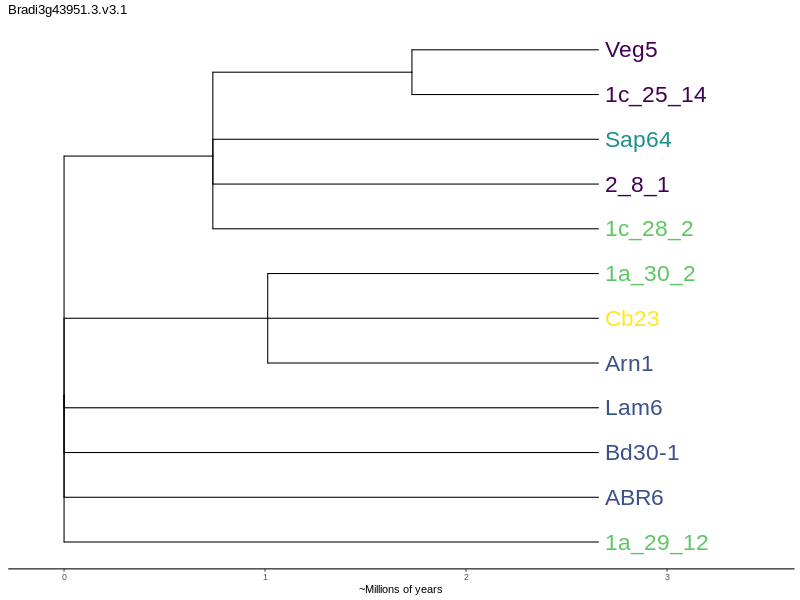 Bradi3g43951.3.v3.1
Veg5
1c_25_14
Sap64
2_8_1
1c_28_2
1a_30_2
Cb23
Arn1
Lam6
Bd30-1
ABR6
1a_29_12
0 1 2 3
~Millions of years